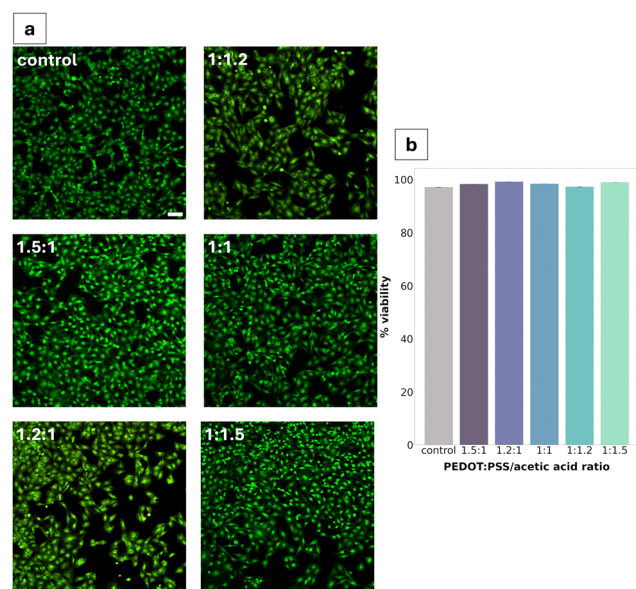 a
control
1:1.2
1.5:1
1:1
1.2:1
1:1.5
b
100
80
60
40
20
0
% viability
control 1.5:1 1.2:1 1:1 1:1.2 1:1.5
PEDOT:PSS/acetic acid ratio